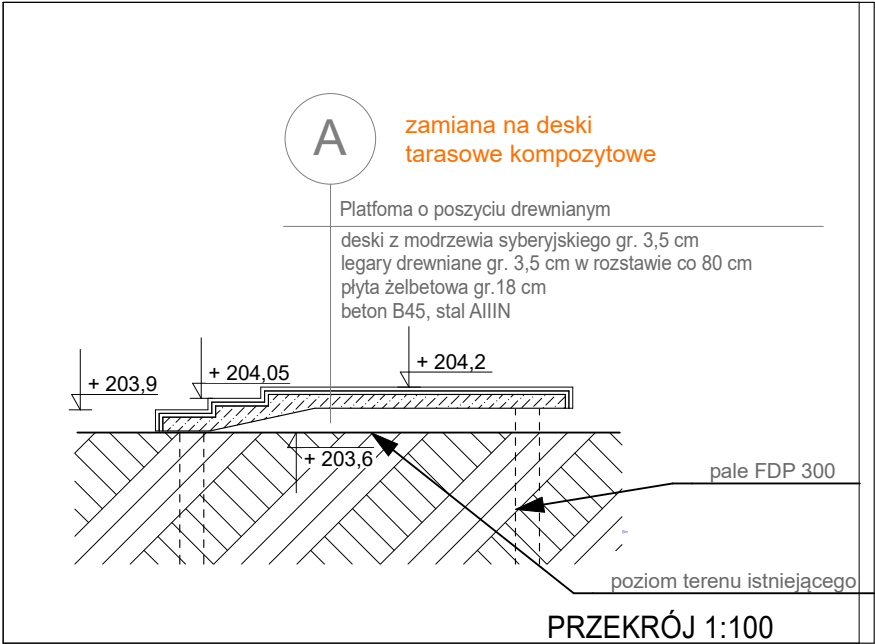 A
zamiana na deski
tarasowe kompozytowe
Platfoma o poszyciu drewnianym
deski z modrzewia syberyjskiego gr. 3,5 cm
legary drewniane gr. 3,5 cm w rozstawie co 80 cm
płyta żelbetowa gr.18 cm
beton B45, stal AIIIN
+ 203,9
+ 204,05
+ 204,2
+ 203,6
pale FDP 300
poziom terenu istniejącego
PRZEKRÓJ 1:100